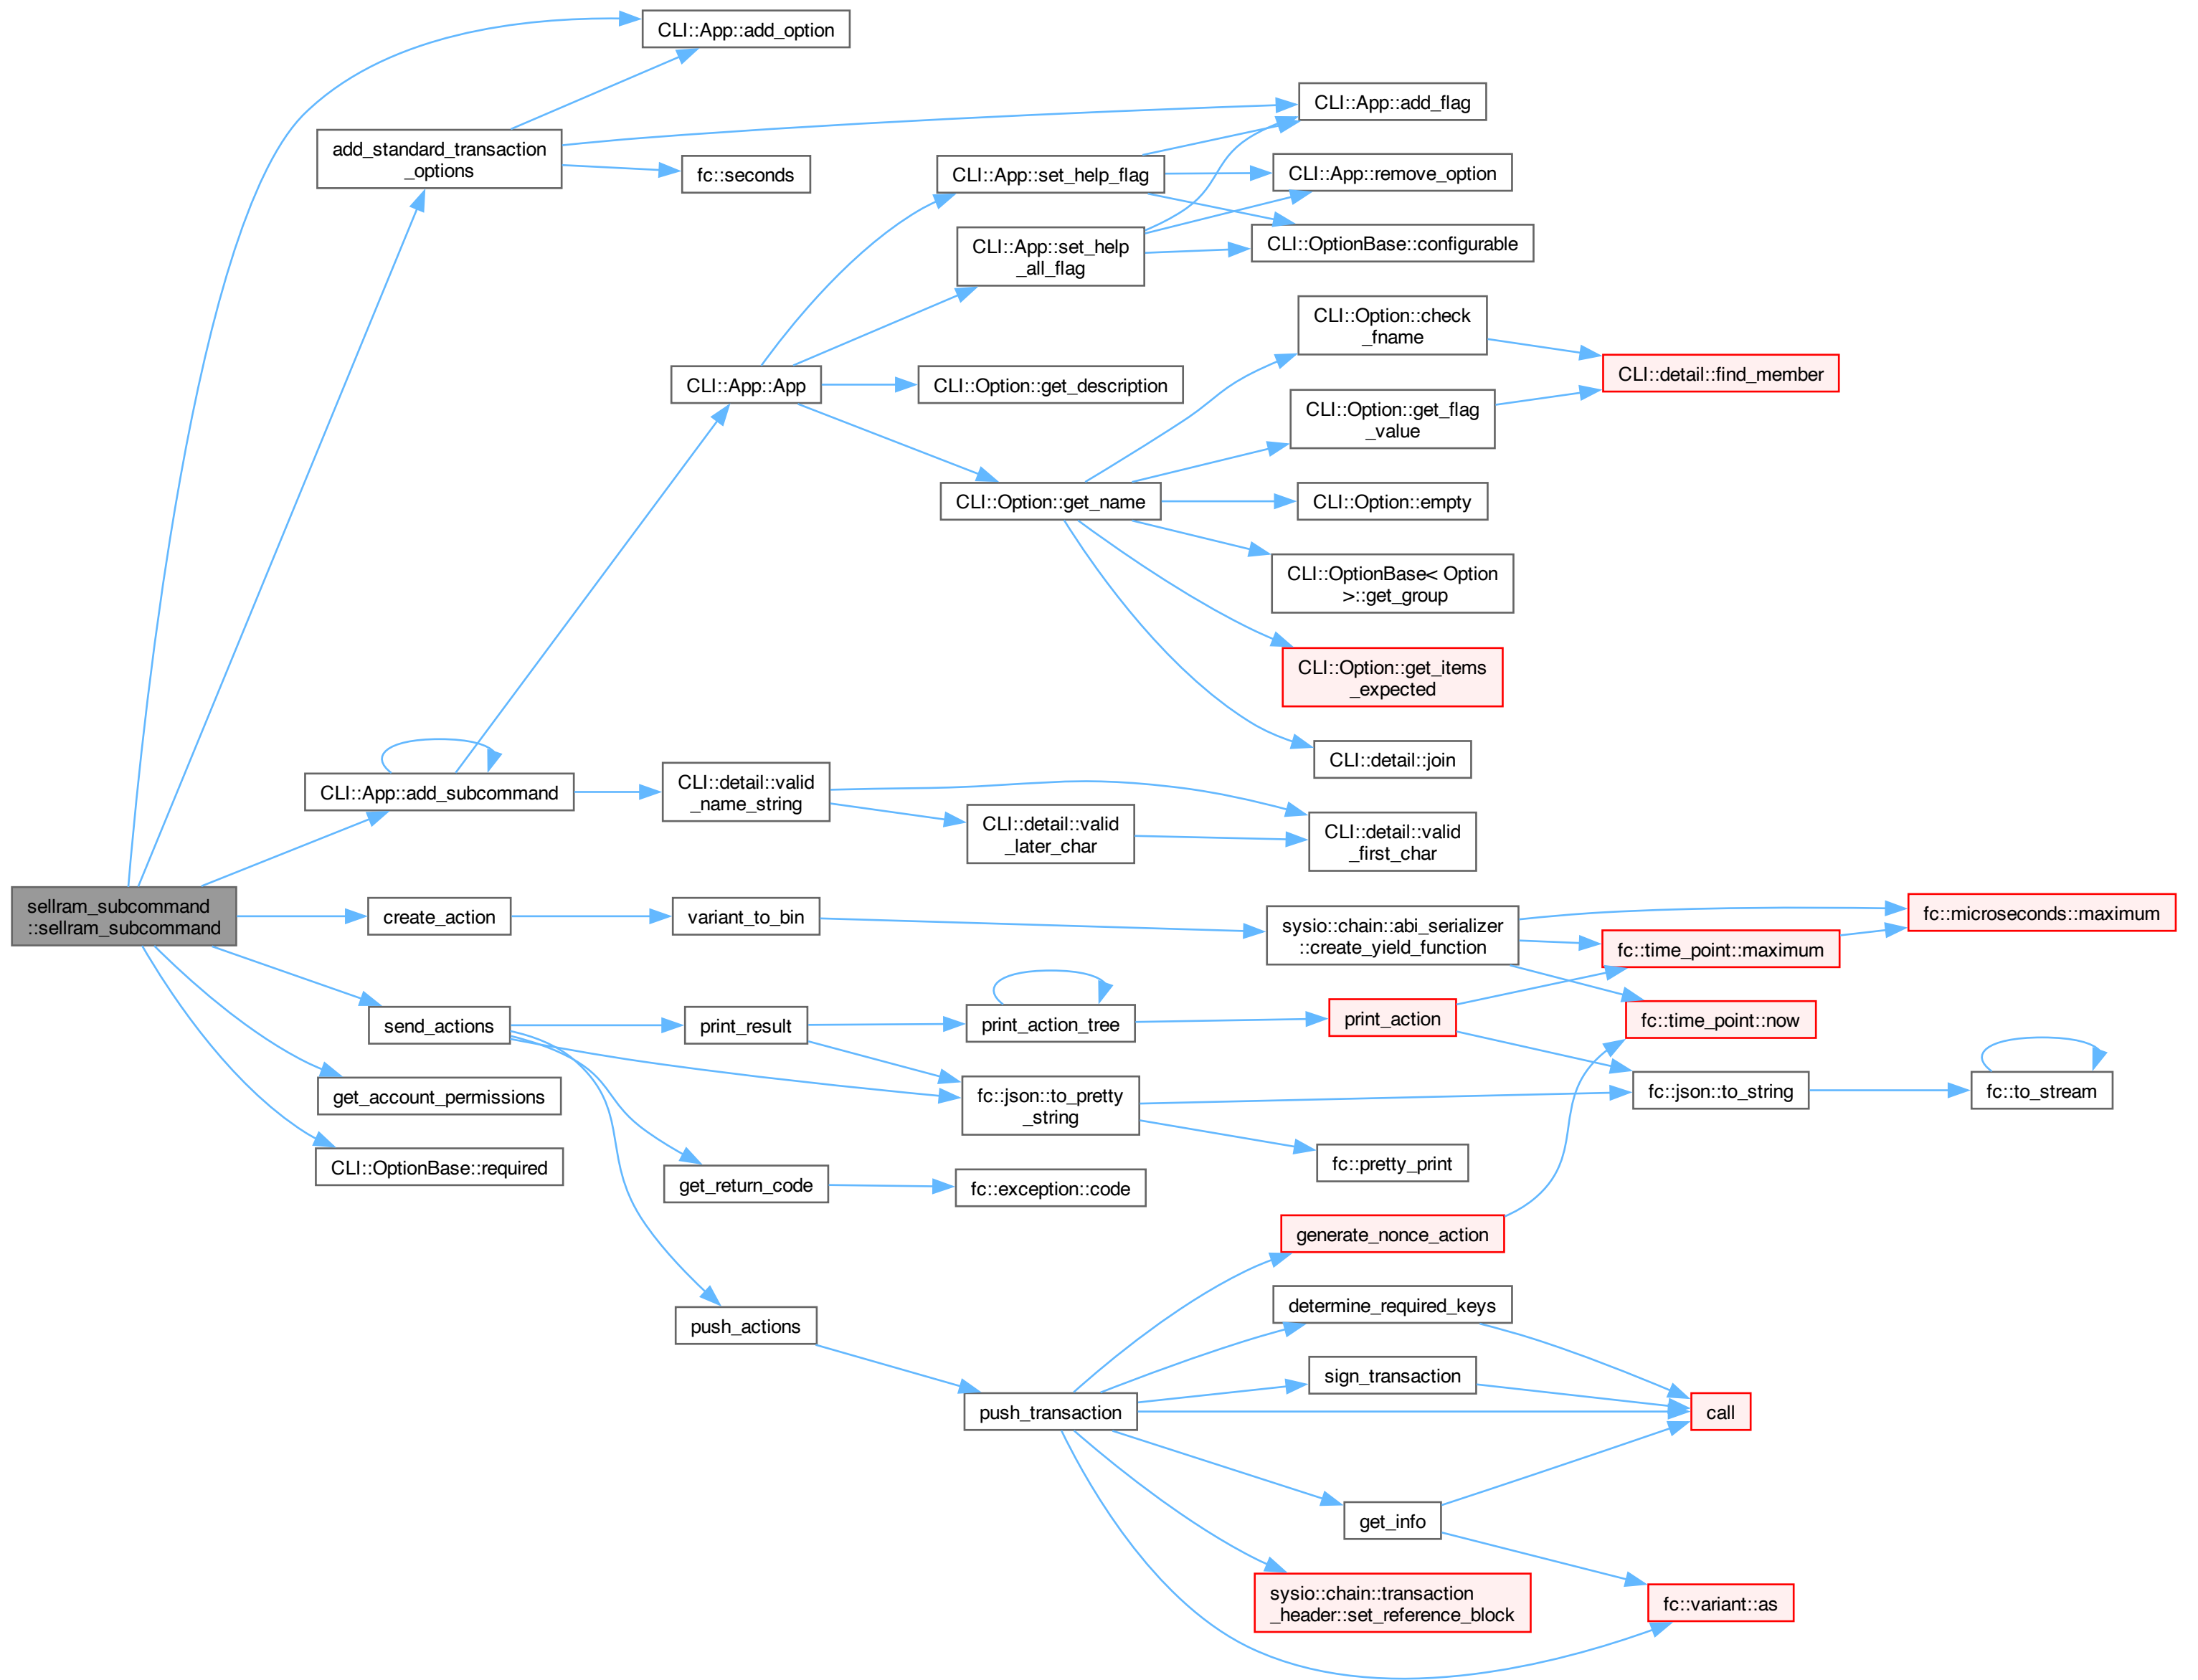 CLI::App::add_option
CLI::App::add_flag
add_standard_transaction
_options
fc::seconds
CLI::App::set_help_flag
CLI::App::remove_option
CLI::App::set_help
_all_flag
CLI::OptionBase::configurable
CLI::Option::check
_fname
CLI::detail::find_member
CLI::App::App
CLI::Option::get_description
CLI::Option::get_flag
_value
CLI::Option::get_name
CLI::Option::empty
CLI::OptionBase< Option
>::get_group
CLI::Option::get_items
_expected
CLI::detail::join
CLI::App::add_subcommand
CLI::detail::valid
_name_string
CLI::detail::valid
_later_char
CLI::detail::valid
_first_char
sellram_subcommand
::sellram_subcommand
create_action
variant_to_bin
sysio::chain::abi_serializer
::create_yield_function
fc::microseconds::maximum
fc::time_point::maximum
send_actions
print_result
print_action_tree
print_action
fc::time_point::now
get_account_permissions
fc::json::to_pretty
_string
fc::json::to_string
fc::to_stream
CLI::OptionBase::required
get_return_code
fc::exception::code
fc::pretty_print
generate_nonce_action
push_actions
determine_required_keys
sign_transaction
push_transaction
call
get_info
sysio::chain::transaction
_header::set_reference_block
fc::variant::as